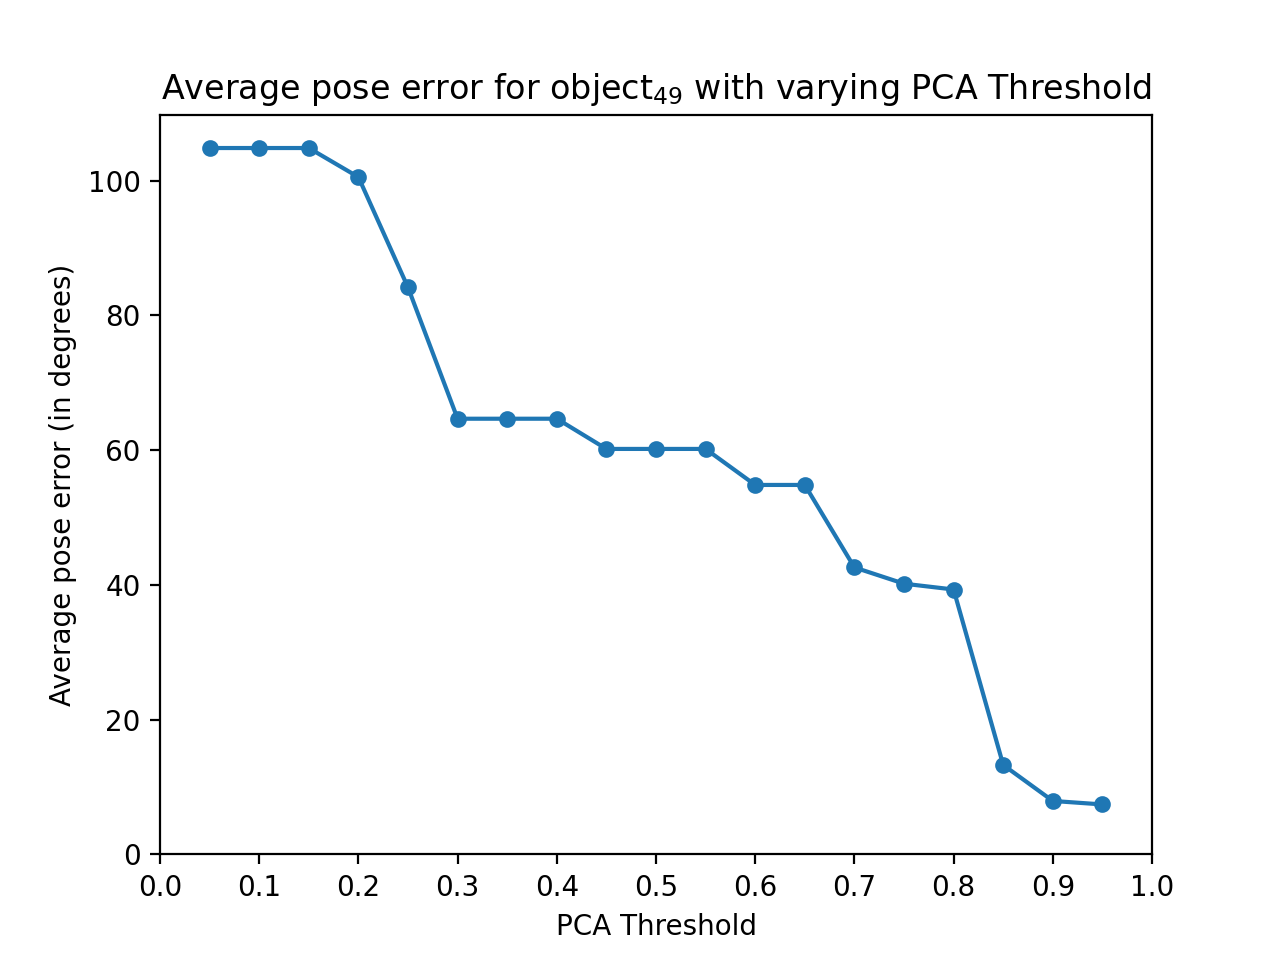 Average pose error for object₄₉ with varying PCA Threshold
Average pose error (in degrees)
100
80
60
40
20
0
0.0 0.1 0.2 0.3 0.4 0.5 0.6 0.7 0.8 0.9 1.0
PCA Threshold